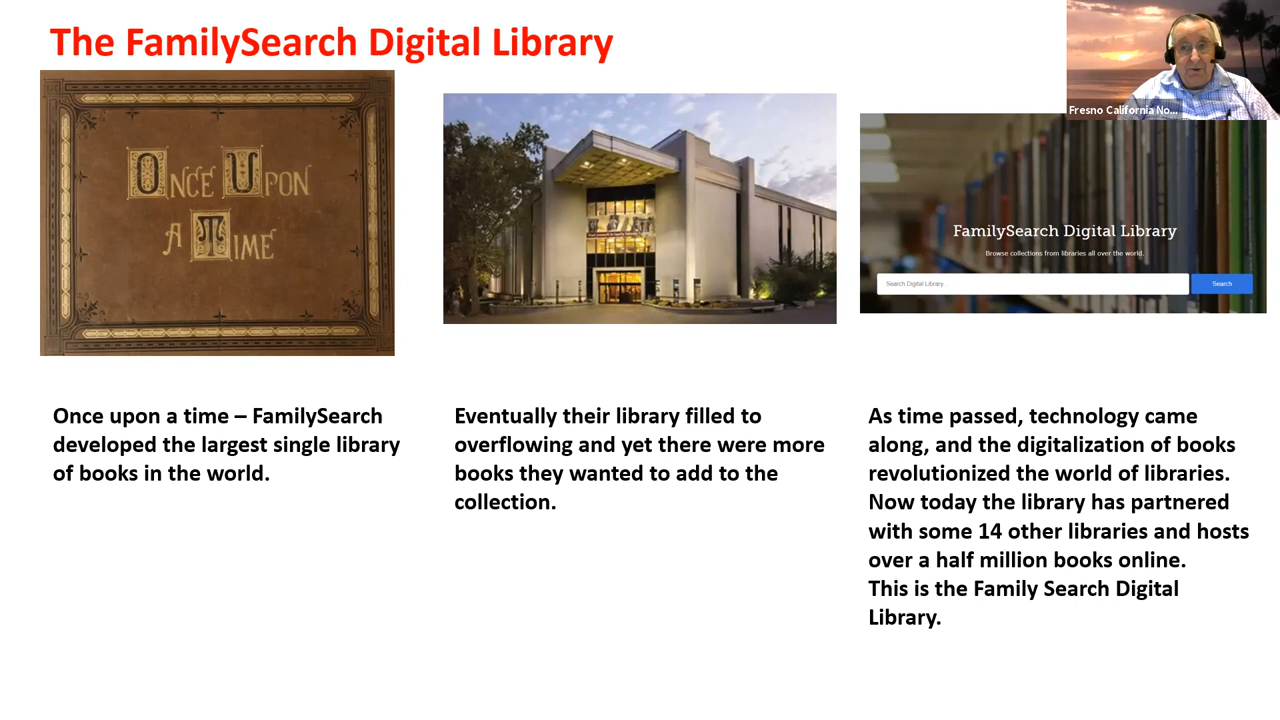 The FamilySearch Digital Library
Fresno California No...
ONCE UPON
A TIME
FamilySearch Digital Library
Browse collections from libraries all over the world.
Search Digital Library
Search
Once upon a time – FamilySearch
developed the largest single library
of books in the world.
Eventually their library filled to
overflowing and yet there were more
books they wanted to add to the
collection.
As time passed, technology came
along, and the digitalization of books
revolutionized the world of libraries.
Now today the library has partnered
with some 14 other libraries and hosts
over a half million books online.
This is the Family Search Digital
Library.